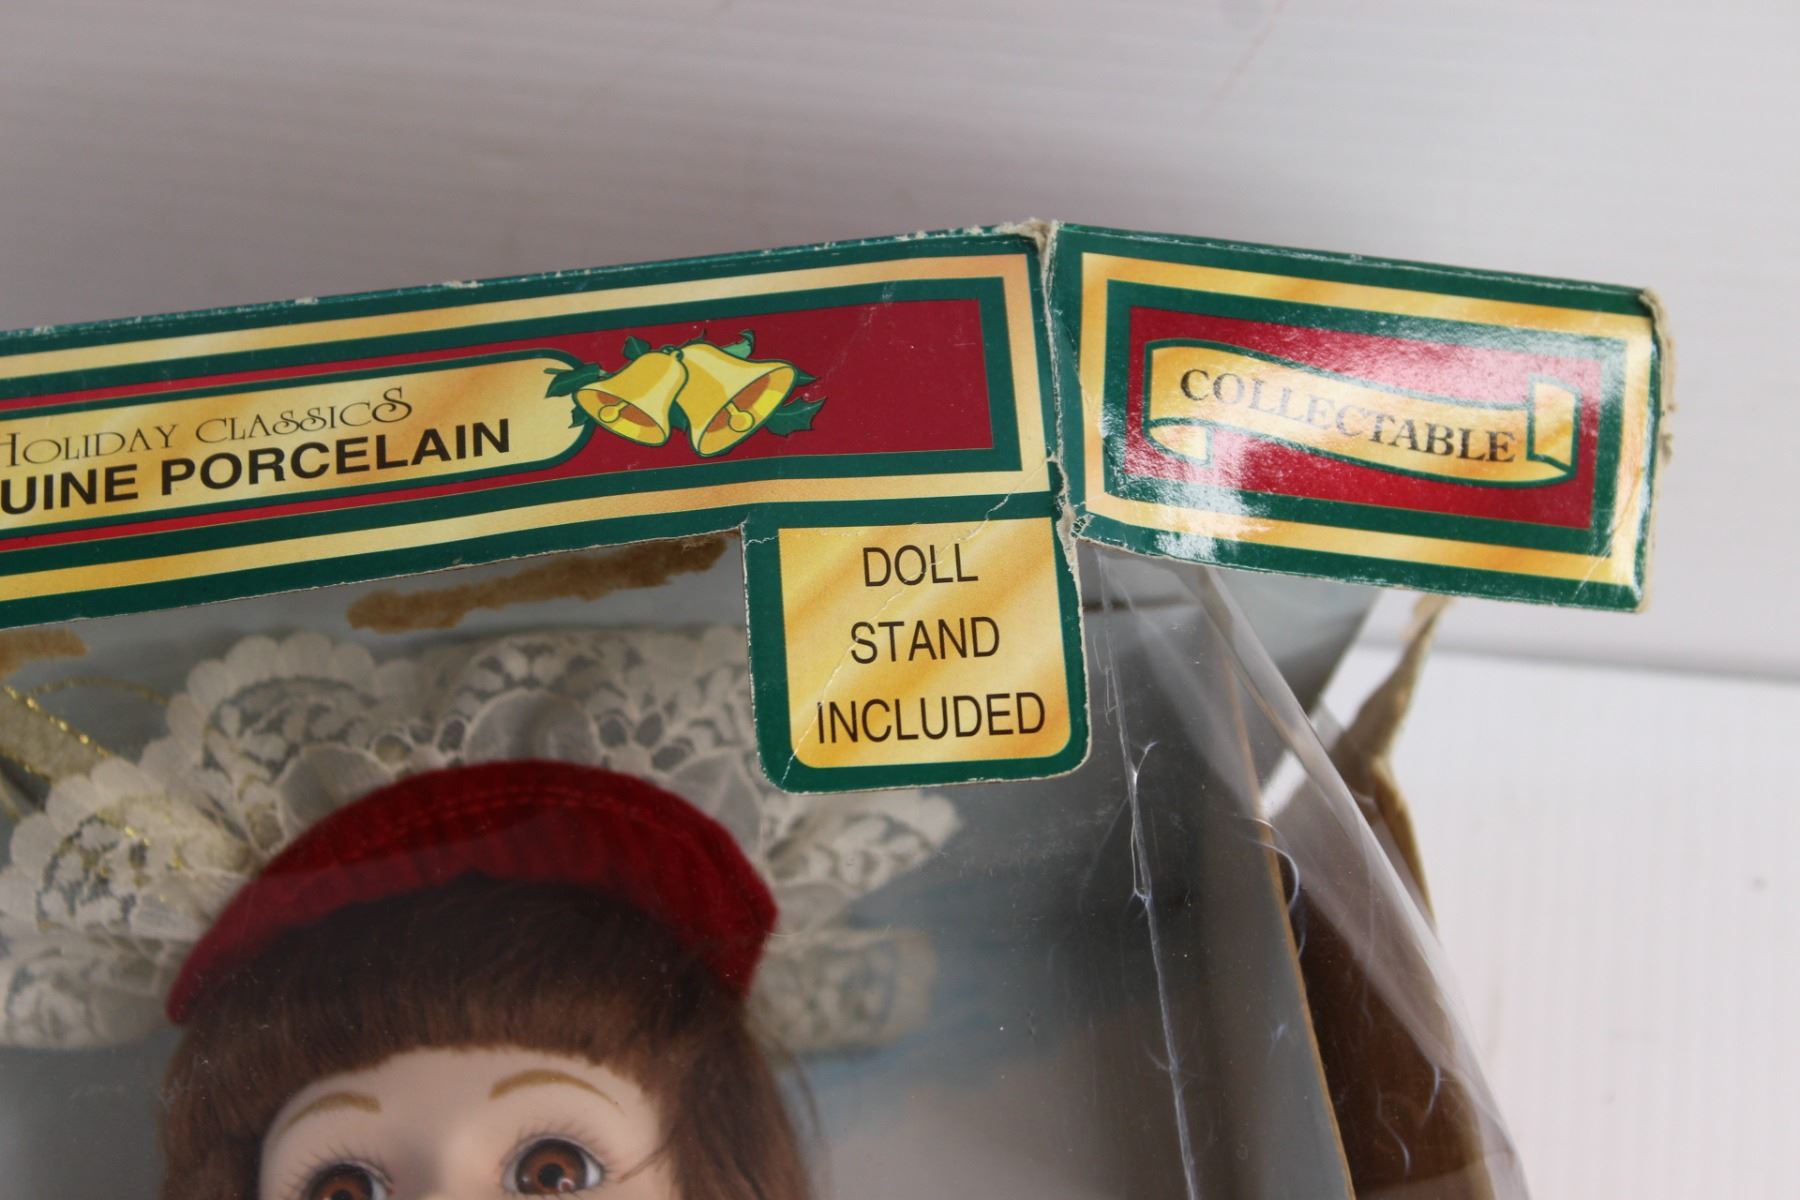 HOLIDAY CLASSICS
UINE PORCELAIN
COLLECTABLE
DOLL
STAND
INCLUDED